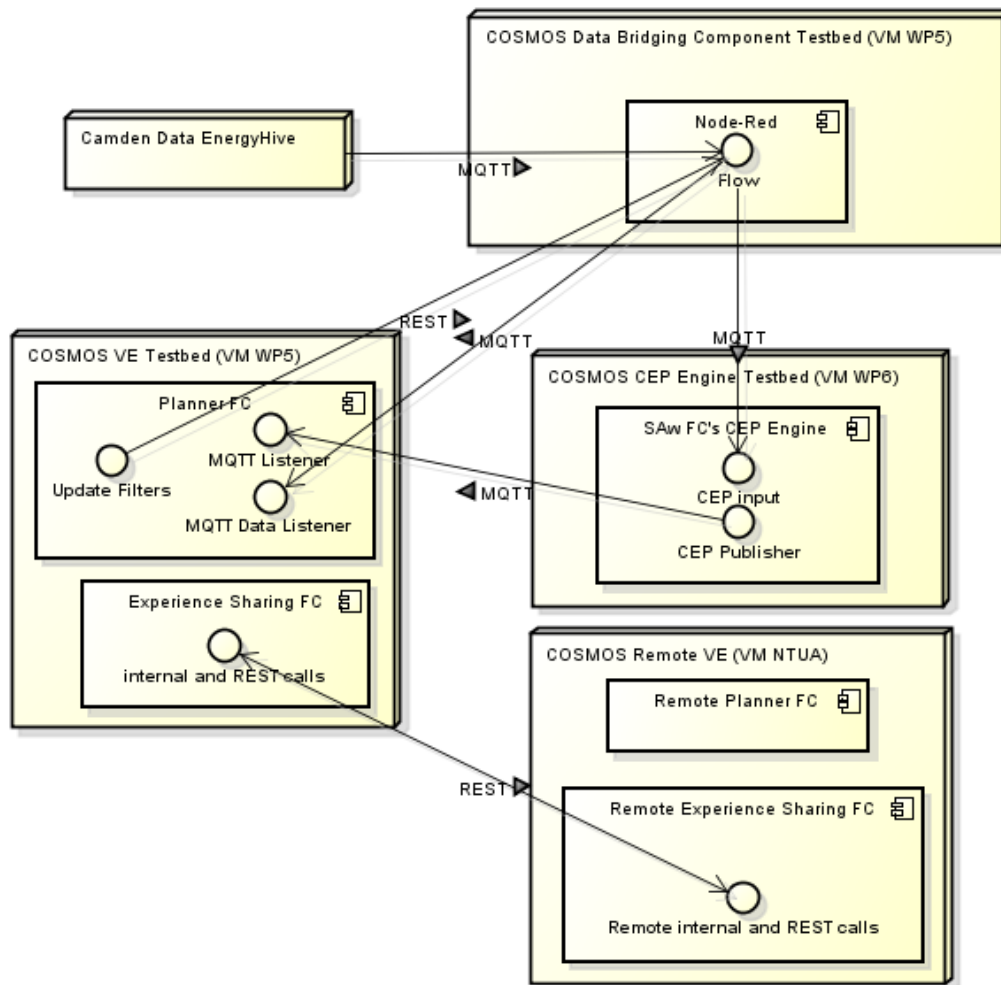 COSMOS Data Bridging Component Testbed (VM WP5)
Node-Red
Flow
Camden Data EnergyHive
MQTT
REST
MQTT
MQTT
COSMOS VE Testbed (VM WP5)
Planner FC
MQTT Listener
Update Filters
MQTT Data Listener
MQTT
COSMOS CEP Engine Testbed (VM WP6)
SAw FC's CEP Engine
CEP input
CEP Publisher
Experience Sharing FC
internal and REST calls
COSMOS Remote VE (VM NTUA)
Remote Planner FC
REST
Remote Experience Sharing FC
Remote internal and REST calls